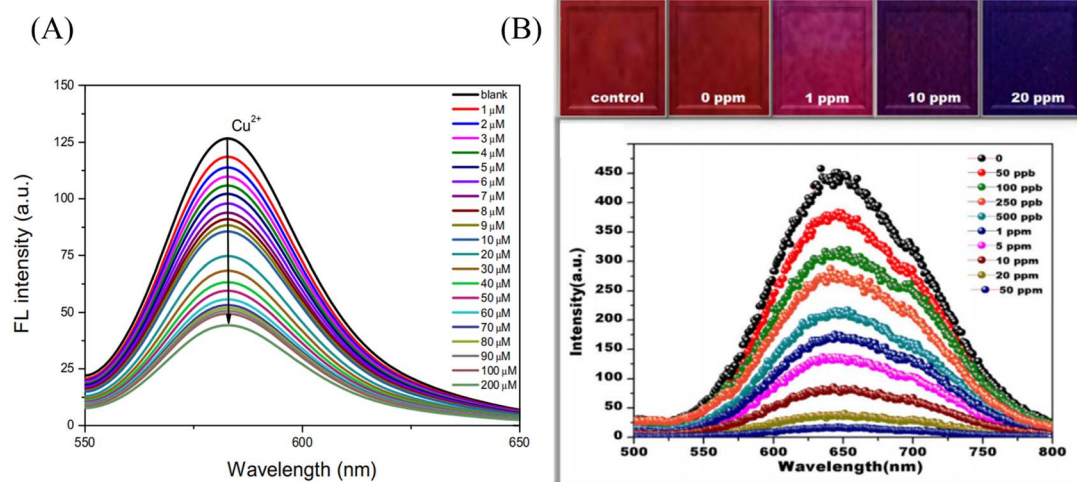 (A)
150
125
100
75
50
25
0
550
600
650
FL intensity (a.u.)
Wavelength (nm)
Cu²⁺
blank
1 μM
2 μM
3 μM
4 μM
5 μM
6 μM
7 μM
8 μM
9 μM
10 μM
20 μM
30 μM
40 μM
50 μM
60 μM
70 μM
80 μM
90 μM
100 μM
200 μM
(B)
control
0 ppm
1 ppm
10 ppm
20 ppm
450
400
350
300
250
200
150
100
50
0
500
550
600
650
700
750
800
Intensity(a.u.)
Wavelength(nm)
0
50 ppb
100 ppb
250 ppb
500 ppb
1 ppm
5 ppm
10 ppm
20 ppm
50 ppm